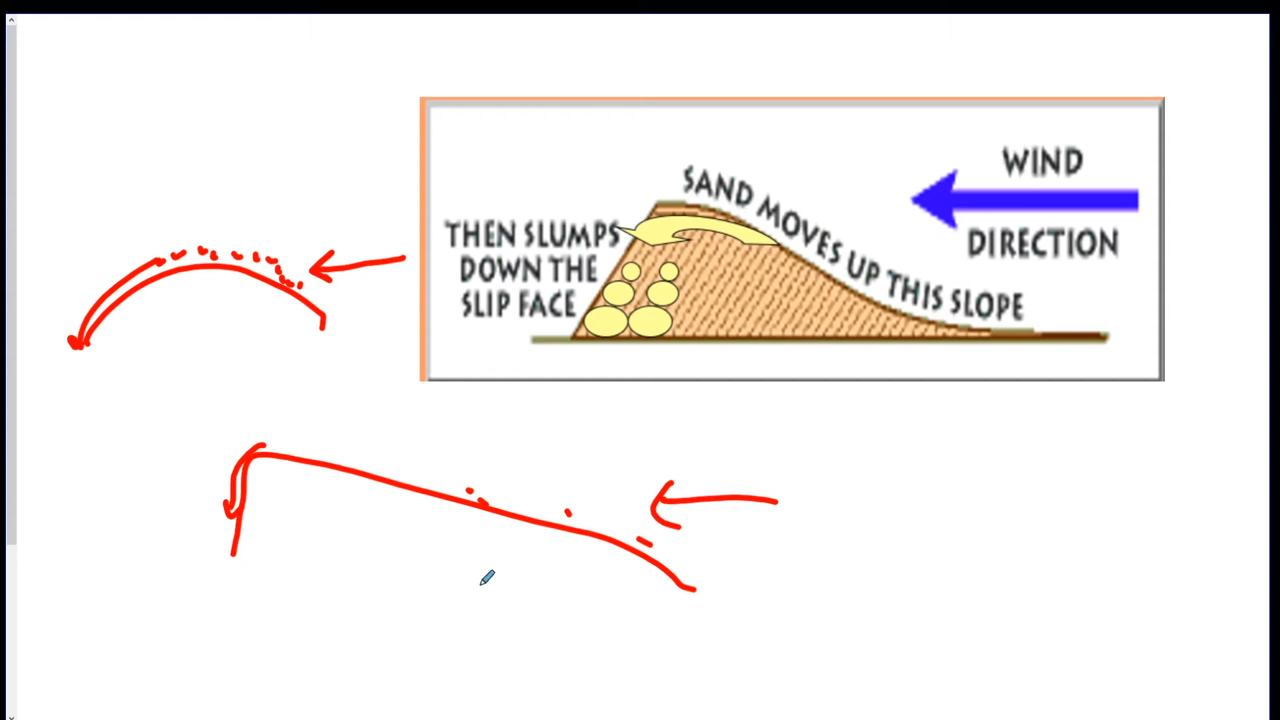 WIND
DIRECTION
SAND MOVES UP THIS SLOPE
THEN SLUMPS
DOWN THE
SLIP FACE